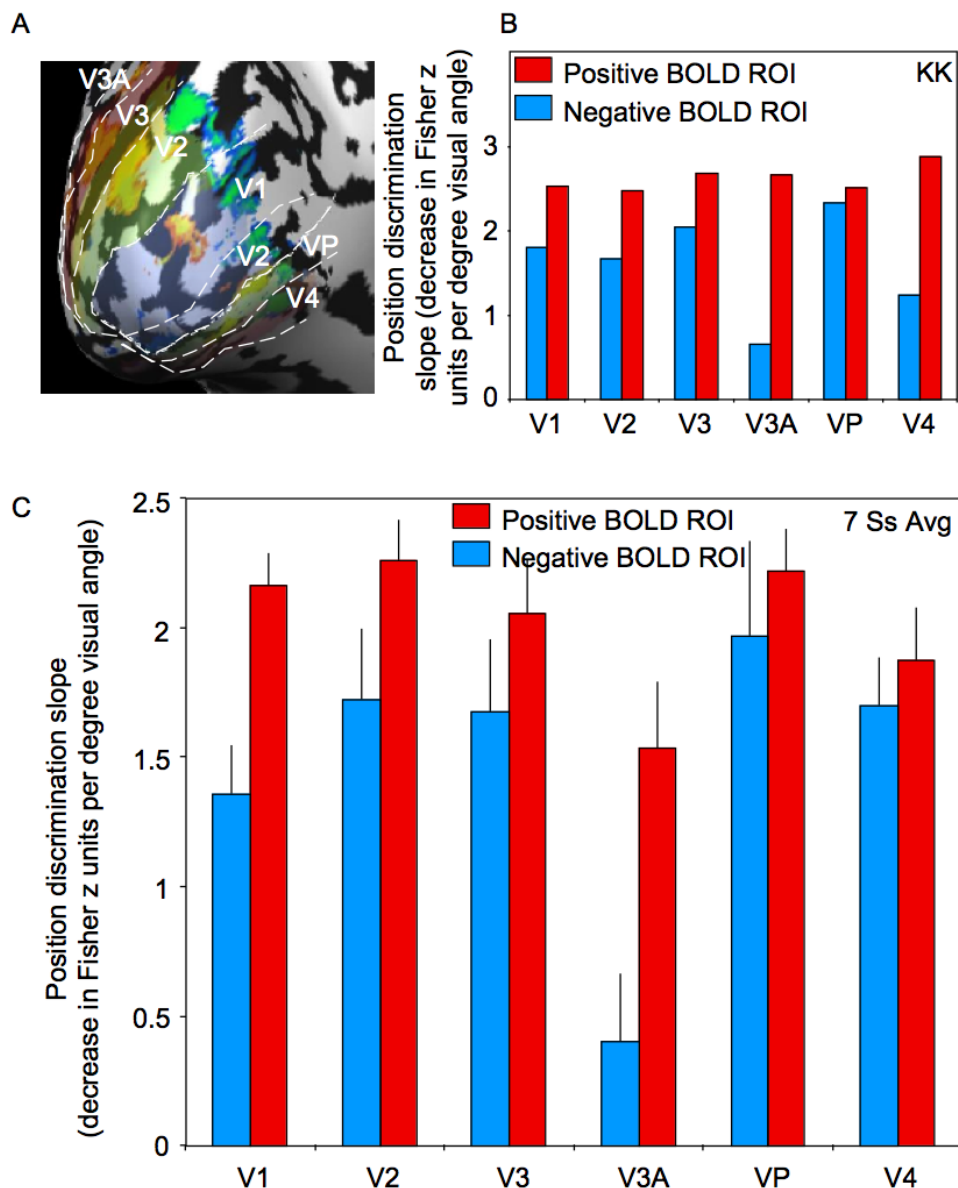 A
V3A
V3
V2
V1
V2
VP
V4
B
Position discrimination
slope (decrease in Fisher z
units per degree visual angle)
Positive BOLD ROI
KK
Negative BOLD ROI
3
2
1
0
V1 V2 V3 V3A VP V4
C
Position discrimination slope
(decrease in Fisher z units per degree visual angle)
2.5
Positive BOLD ROI
7 Ss Avg
Negative BOLD ROI
2
1.5
1
0.5
0
V1 V2 V3 V3A VP V4